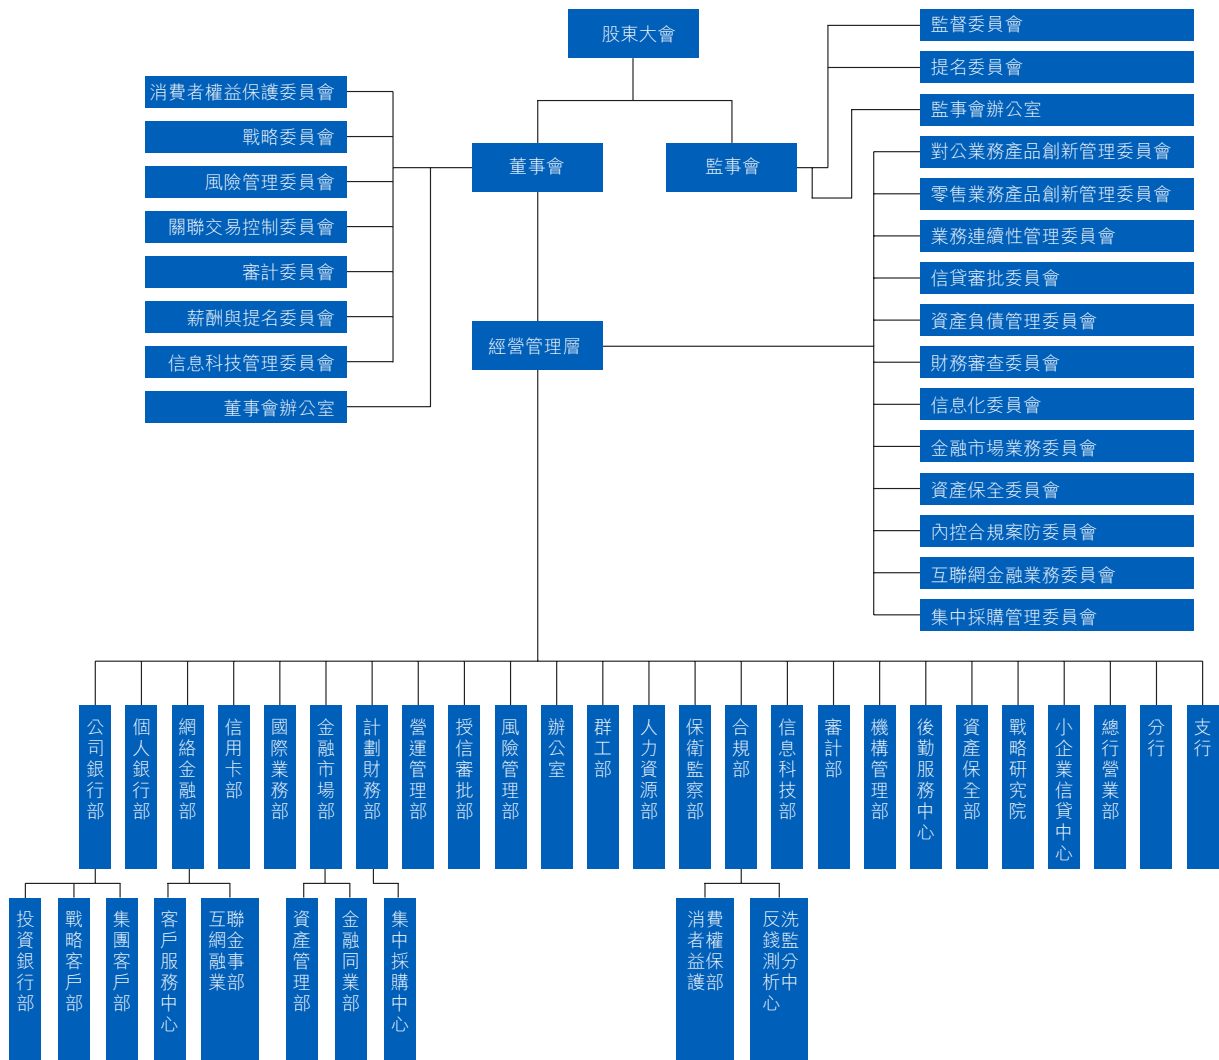 股東大會
董事會
監事會
經營管理層
消費者權益保護委員會
戰略委員會
風險管理委員會
關聯交易控制委員會
審計委員會
薪酬與提名委員會
信息科技管理委員會
董事會辦公室
監督委員會
提名委員會
監事會辦公室
對公業務產品創新管理委員會
零售業務產品創新管理委員會
業務連續性管理委員會
信貸審批委員會
資產負債管理委員會
財務審查委員會
信息化委員會
金融市場業務委員會
資產保全委員會
內控合規案防委員會
互聯網金融業務委員會
集中採購管理委員會
公司銀行部
個人銀行部
網絡金融部
信用卡部
國際業務部
金融市場部
計劃財務部
營運管理部
授信審批部
風險管理部
辦公室
群工部
人力資源部
保衛監察部
合規部
信息科技部
審計部
機構管理部
後勤服務中心
資產保全部
戰略研究院
小企業信貸中心
總行營業部
分行
支行
投資銀行部
戰略客戶部
集團客戶部
客戶服務中心
互聯
網金
融事
業部
資產管理部
金融同業部
集中採購中心
消費
者權
益保
護部
反洗
錢監
測分
析中
心